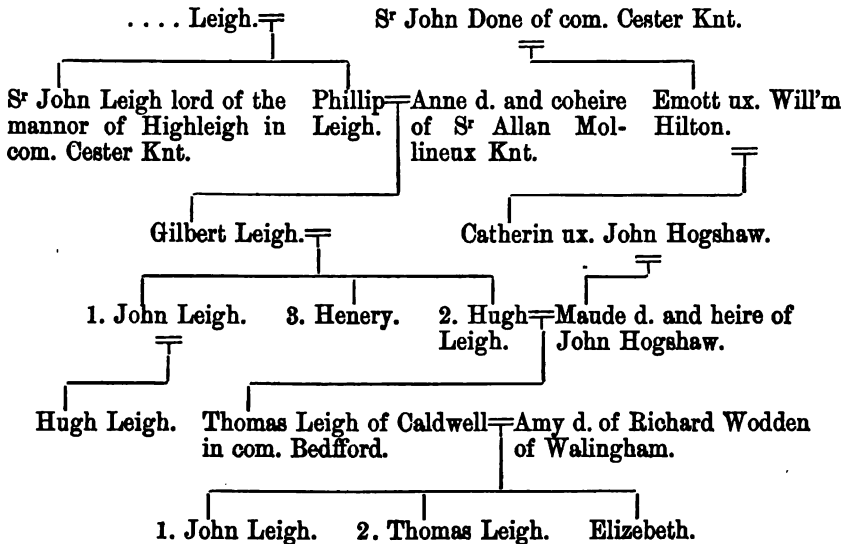 . . . . Leigh.
Sr John Done of com. Cester Knt.
Sr John Leigh lord of the
mannor of Highleigh in
com. Cester Knt.
Phillip
Leigh.
Anne d. and coheire
of Sr Allan Mol-
lineux Knt.
Emott ux. Will'm
Hilton.
Gilbert Leigh.
Catherin ux. John Hogshaw.
1. John Leigh.
3. Henery.
2. Hugh
Leigh.
Maude d. and heire of
John Hogshaw.
Hugh Leigh.
Thomas Leigh of Caldwell
in com. Bedfford.
Amy d. of Richard Wodden
of Walingham.
1. John Leigh.
2. Thomas Leigh.
Elizebeth.